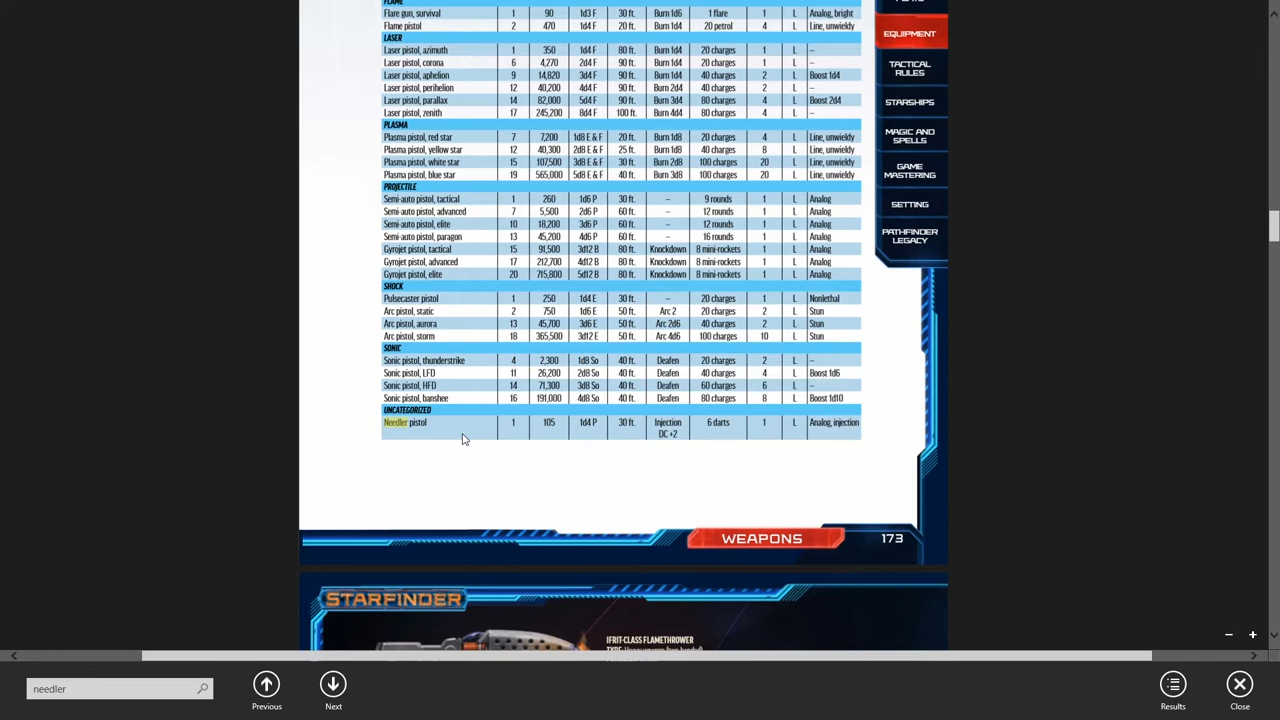 FLAME
Flare gun, survival 1 90 1d3 F 30 ft. Burn 1d6 1 flare 1 L Analog, bright
Flame pistol 2 470 1d4 F 20 ft. Burn 1d4 20 petrol 4 L Line, unwieldy
LASER
Laser pistol, azimuth 1 350 1d4 F 80 ft. Burn 1d4 20 charges 1 L –
Laser pistol, corona 6 4,270 2d4 F 90 ft. Burn 1d4 20 charges 1 L –
Laser pistol, aphelion 9 14,820 3d4 F 90 ft. Burn 1d4 40 charges 2 L Boost 1d4
Laser pistol, perihelion 12 40,200 4d4 F 90 ft. Burn 2d4 40 charges 2 L –
Laser pistol, parallax 14 82,000 5d4 F 90 ft. Burn 3d4 80 charges 4 L Boost 2d4
Laser pistol, zenith 17 245,200 8d4 F 100 ft. Burn 4d4 80 charges 4 L –
PLASMA
Plasma pistol, red star 7 7,200 1d8 E & F 20 ft. Burn 1d8 20 charges 4 L Line, unwieldy
Plasma pistol, yellow star 12 40,300 2d8 E & F 25 ft. Burn 1d8 40 charges 8 L Line, unwieldy
Plasma pistol, white star 15 107,500 3d8 E & F 30 ft. Burn 2d8 100 charges 20 L Line, unwieldy
Plasma pistol, blue star 19 565,000 5d8 E & F 40 ft. Burn 3d8 100 charges 20 L Line, unwieldy
PROJECTILE
Semi-auto pistol, tactical 1 260 1d6 P 30 ft. – 9 rounds 1 L Analog
Semi-auto pistol, advanced 7 5,500 2d6 P 60 ft. – 12 rounds 1 L Analog
Semi-auto pistol, elite 10 18,200 3d6 P 60 ft. – 12 rounds 1 L Analog
Semi-auto pistol, paragon 13 45,200 4d6 P 60 ft. – 16 rounds 1 L Analog
Gyrojet pistol, tactical 15 91,500 3d12 B 80 ft. Knockdown 8 mini-rockets 1 L Analog
Gyrojet pistol, advanced 17 212,700 4d12 B 80 ft. Knockdown 8 mini-rockets 1 L Analog
Gyrojet pistol, elite 20 715,800 5d12 B 80 ft. Knockdown 8 mini-rockets 1 L Analog
SHOCK
Pulsecaster pistol 1 250 1d4 E 30 ft. – 20 charges 1 L Nonlethal
Arc pistol, static 2 750 1d6 E 50 ft. Arc 2 20 charges 2 L Stun
Arc pistol, aurora 13 45,700 3d6 E 50 ft. Arc 2d6 40 charges 2 L Stun
Arc pistol, storm 18 365,500 3d12 E 50 ft. Arc 4d6 100 charges 10 L Stun
SONIC
Sonic pistol, thunderstrike 4 2,300 1d8 So 40 ft. Deafen 20 charges 2 L –
Sonic pistol, LFD 11 26,200 2d8 So 40 ft. Deafen 40 charges 4 L Boost 1d6
Sonic pistol, HFD 14 71,300 3d8 So 40 ft. Deafen 60 charges 6 L –
Sonic pistol, banshee 16 191,000 4d8 So 40 ft. Deafen 80 charges 8 L Boost 1d10
UNCATEGORIZED
Needler pistol 1 105 1d4 P 30 ft. Injection 6 darts 1 L Analog, injection
DC +2
EQUIPMENT
TACTICAL
RULES
STARSHIPS
MAGIC AND
SPELLS
GAME
MASTERING
SETTING
PATHFINDER
LEGACY
WEAPONS 173
STARFINDER
IFRIT-CLASS FLAMETHROWER
needler
Previous
Next
Results
Close